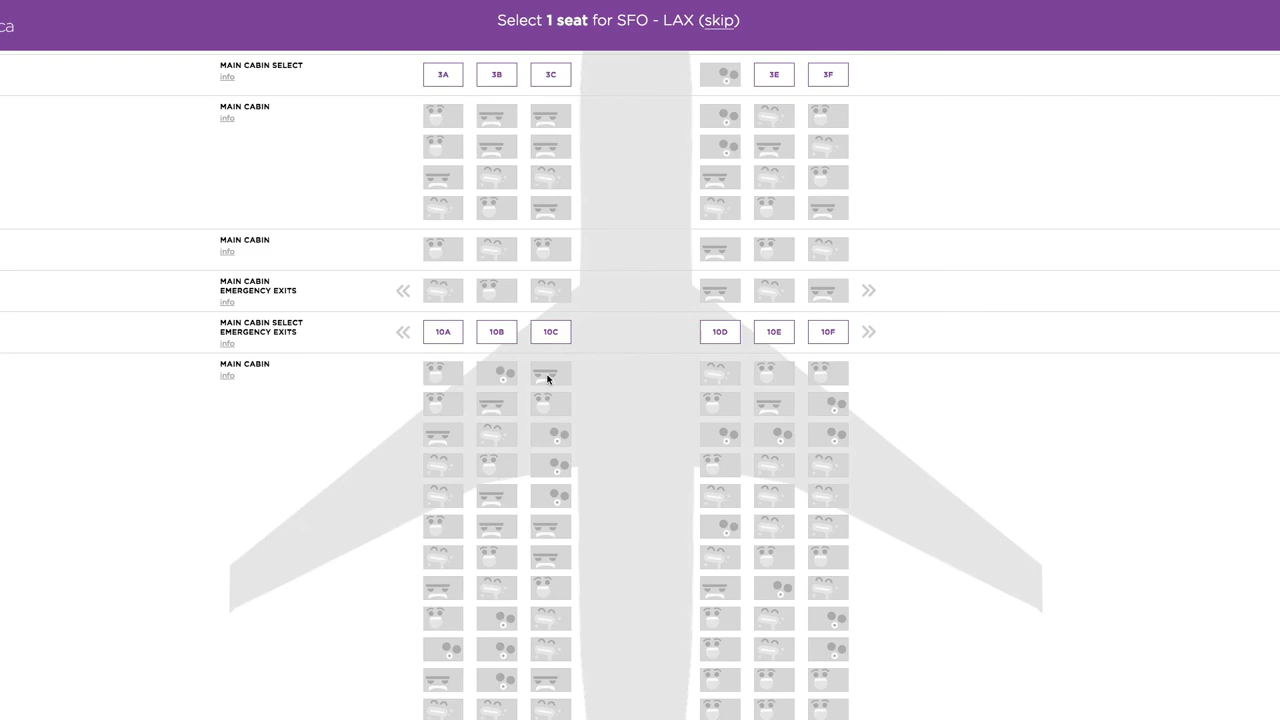 ca
Select 1 seat for SFO - LAX (skip)
MAIN CABIN SELECT
info
3A 3B 3C 3E 3F
MAIN CABIN
info
MAIN CABIN
info
MAIN CABIN
EMERGENCY EXITS
info
MAIN CABIN SELECT
EMERGENCY EXITS
info
10A 10B 10C 10D 10E 10F
MAIN CABIN
info